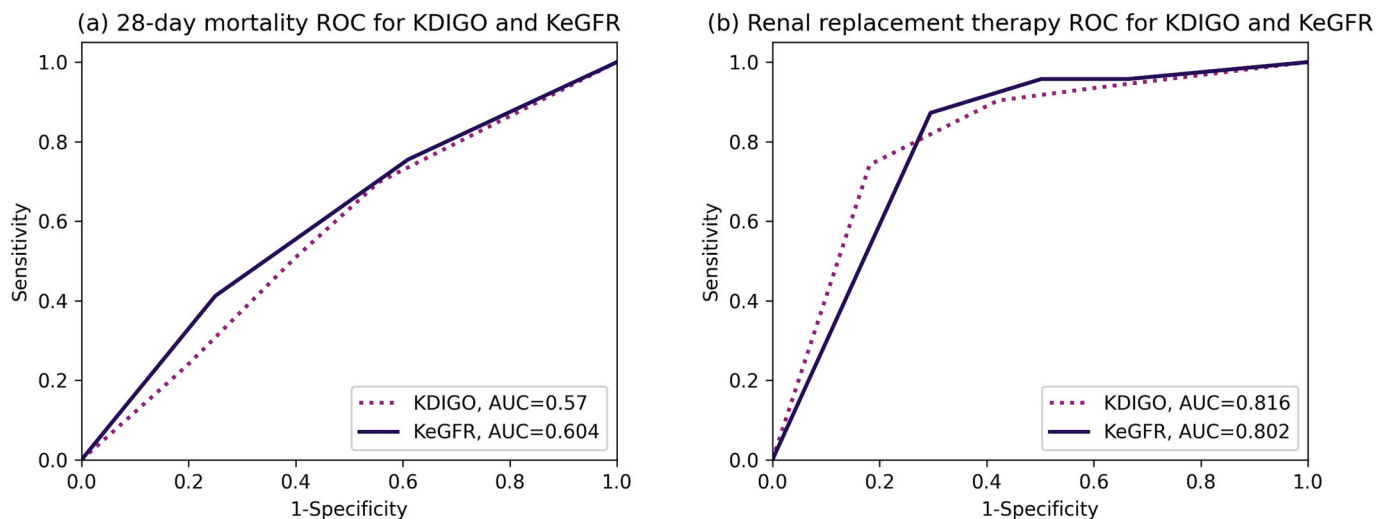 (a) 28-day mortality ROC for KDIGO and KeGFR
1.0
0.8
0.6
0.4
0.2
0.0
Sensitivity
0.0 0.2 0.4 0.6 0.8 1.0
1-Specificity
KDIGO, AUC=0.57
KeGFR, AUC=0.604
(b) Renal replacement therapy ROC for KDIGO and KeGFR
1.0
0.8
0.6
0.4
0.2
0.0
Sensitivity
0.0 0.2 0.4 0.6 0.8 1.0
1-Specificity
KDIGO, AUC=0.816
KeGFR, AUC=0.802